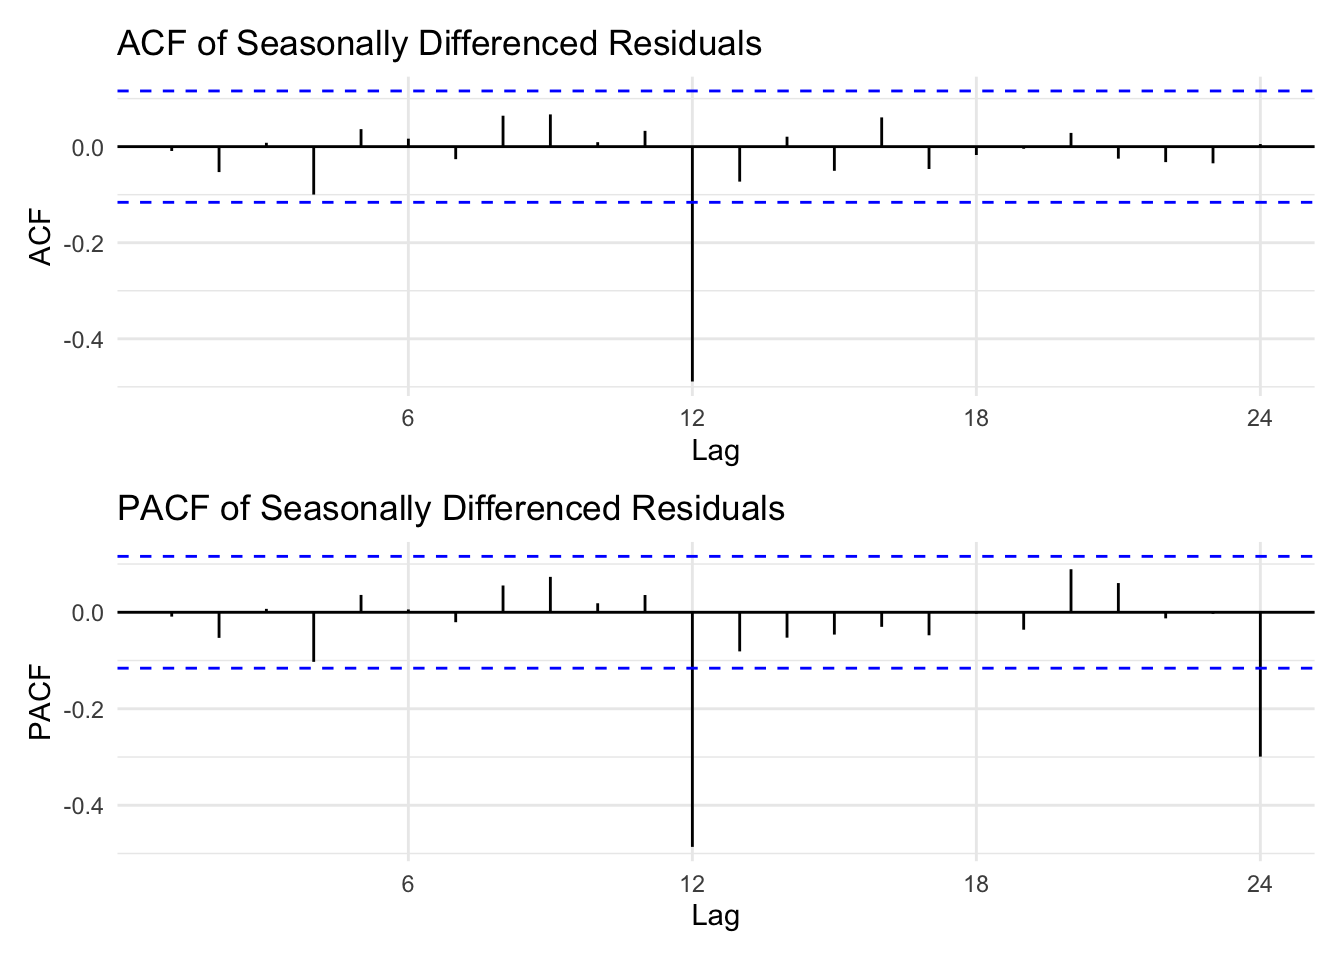 ACF of Seasonally Differenced Residuals
0.0
-0.2
-0.4
ACF
6 12 18 24
Lag
PACF of Seasonally Differenced Residuals
0.0
-0.2
-0.4
PACF
6 12 18 24
Lag